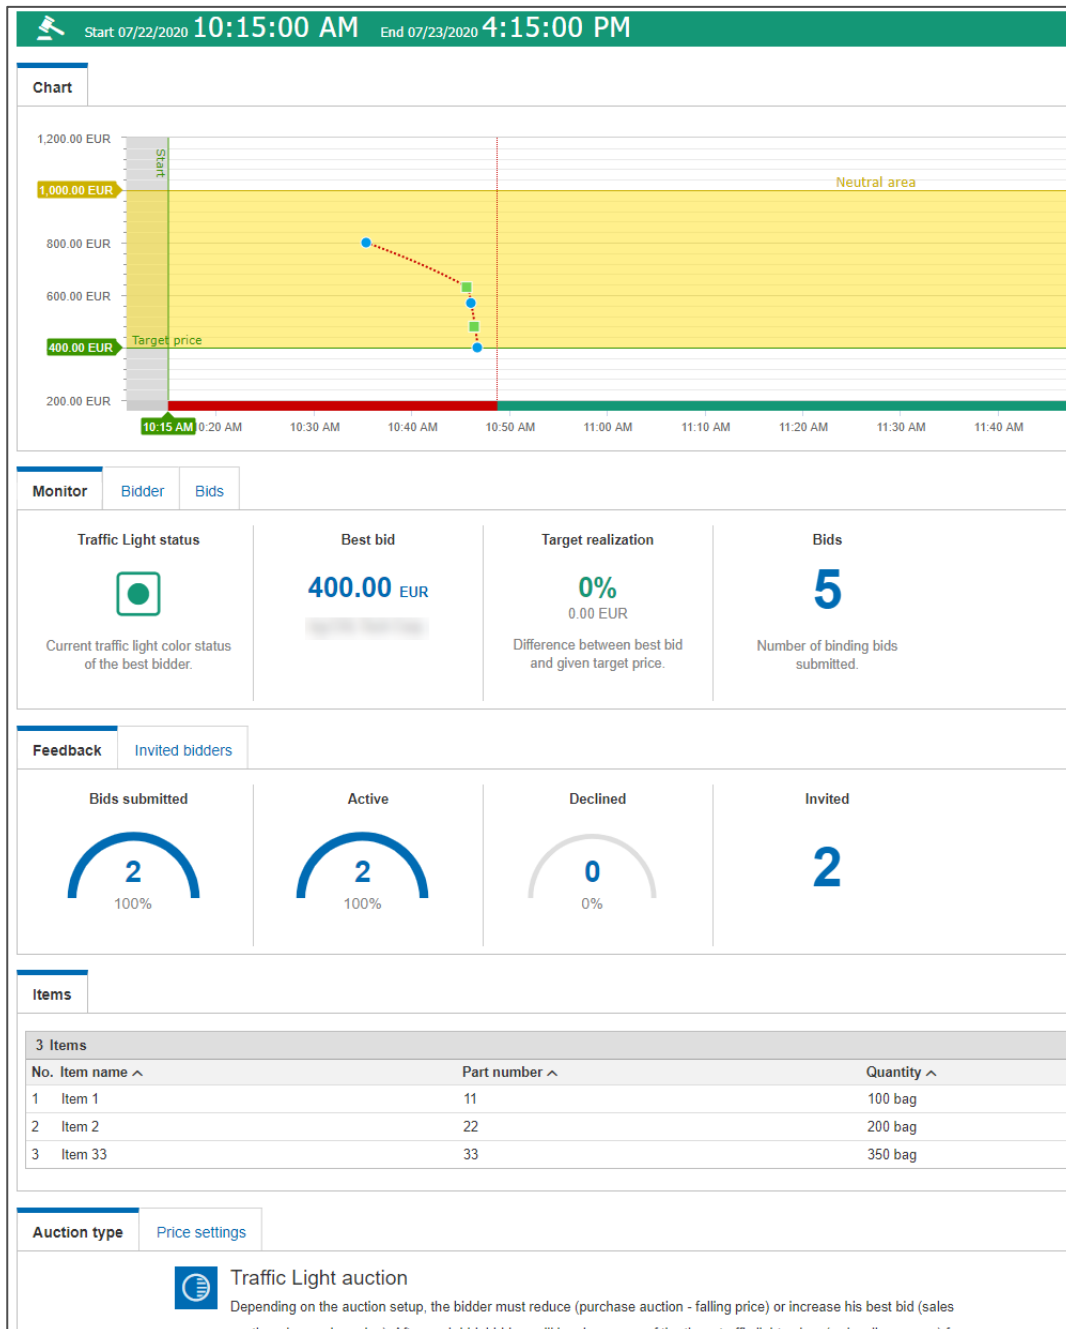 Start 07/22/2020 10:15:00 AM End 07/23/2020 4:15:00 PM
Chart
1,200.00 EUR
Start
1,000.00 EUR
Neutral area
800.00 EUR
600.00 EUR
Target price
400.00 EUR
200.00 EUR
10:15 AM 0:20 AM 10:30 AM 10:40 AM 10:50 AM 11:00 AM 11:10 AM 11:20 AM 11:30 AM 11:40 AM
Monitor Bidder Bids
Traffic Light status Best bid Target realization Bids
400.00 EUR 0% 5
0.00 EUR
Current traffic light color status Difference between best bid Number of binding bids
of the best bidder. and given target price. submitted.
Feedback Invited bidders
Bids submitted Active Declined Invited
2 2 0 2
100% 100% 0%
Items
3 Items
No. Item name Part number Quantity
1 Item 1 11 100 bag
2 Item 2 22 200 bag
3 Item 33 33 350 bag
Auction type Price settings
Traffic Light auction
Depending on the auction setup, the bidder must reduce (purchase auction - falling price) or increase his best bid (sales